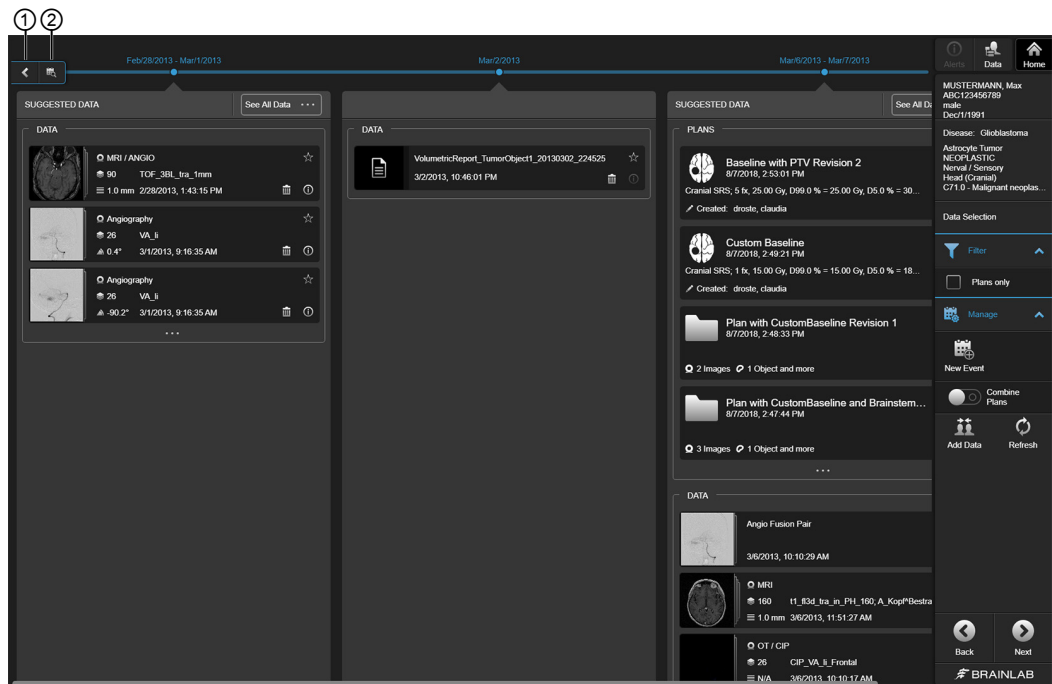 1 2
Feb/28/2013 - Mar/1/2013
Mar/2/2013
Mar/6/2013 - Mar/7/2013
SUGGESTED DATA
See All Data ...
DATA
MRI / ANGIO
90 TOF_3BL_tra_1mm
1.0 mm 2/28/2013, 1:43:15 PM
Angiography
26 VA_li
0.4° 3/1/2013, 9:16:35 AM
Angiography
26 VA_li
-90.2° 3/1/2013, 9:16:35 AM
...
DATA
VolumetricReport_TumorObject1_20130302_224525
3/2/2013, 10:46:01 PM
SUGGESTED DATA
See All Da
PLANS
Baseline with PTV Revision 2
8/7/2018, 2:53:01 PM
Cranial SRS; 5 fx, 25.00 Gy, D99.0 % = 25.00 Gy, D5.0 % = 30...
Created: droste, claudia
Custom Baseline
8/7/2018, 2:49:21 PM
Cranial SRS; 1 fx, 15.00 Gy, D99.0 % = 15.00 Gy, D5.0 % = 18...
Created: droste, claudia
Plan with CustomBaseline Revision 1
8/7/2018, 2:48:33 PM
2 Images 1 Object and more
Plan with CustomBaseline and Brainstem...
8/7/2018, 2:47:44 PM
3 Images 1 Object and more
...
DATA
Angio Fusion Pair
3/6/2013, 10:10:29 AM
MRI
160 t1_fl3d_tra_in_PH_160; A_Kopf^Bestra
1.0 mm 3/6/2013, 11:51:27 AM
OT / CIP
26 CIP_VA_li_Frontal
N/A 3/6/2013, 10:10:17 AM
Alerts Data Home
MUSTERMANN, Max
ABC123456789
male
Dec/1/1991
Disease: Glioblastoma
Astrocyte Tumor
NEOPLASTIC
Nerval / Sensory
Head (Cranial)
C71.0 - Malignant neoplas...
Data Selection
Filter
Plans only
Manage
New Event
Combine
Plans
Add Data Refresh
Back Next
BRAINLAB